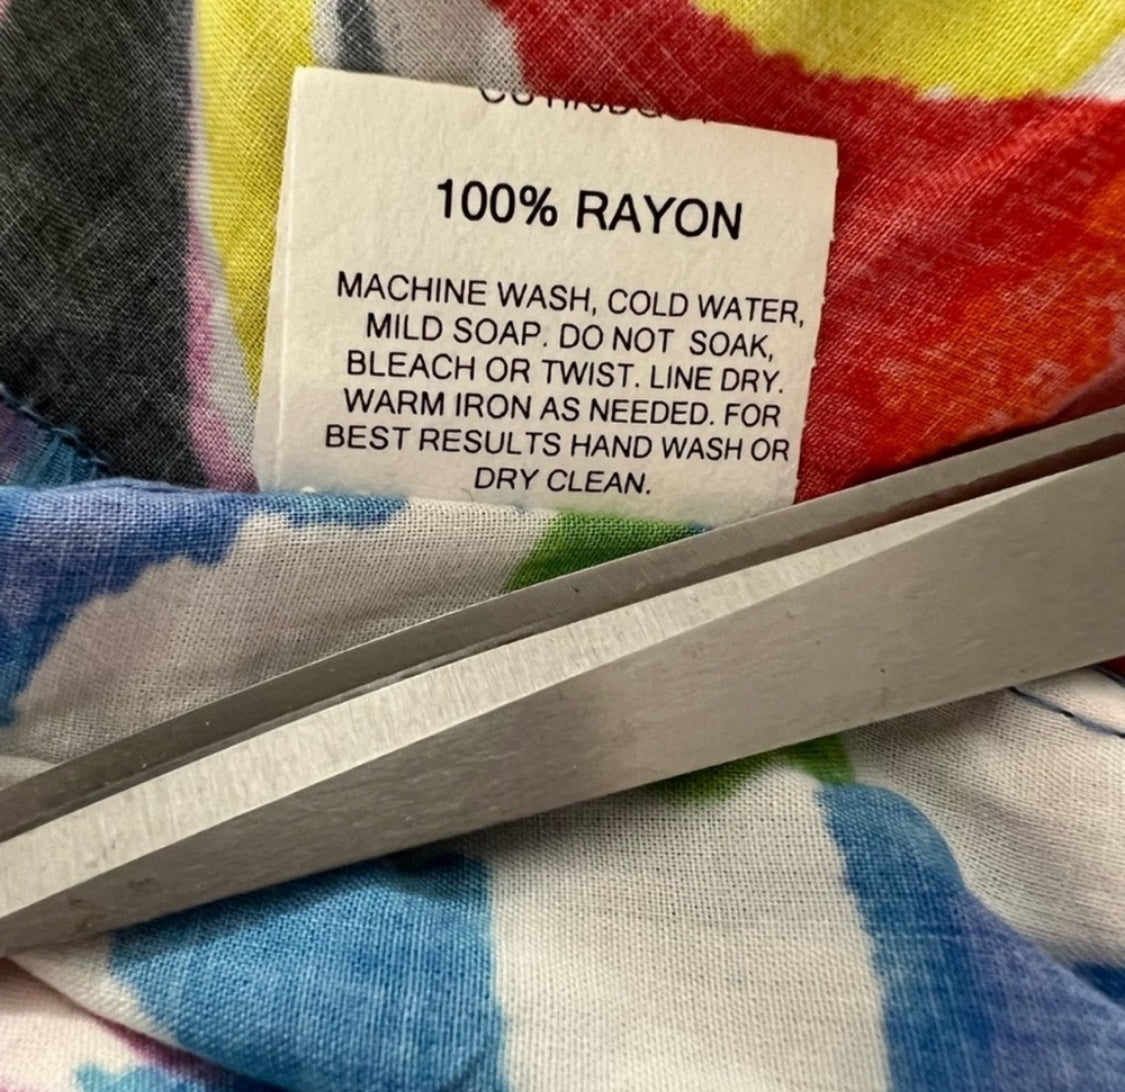 100% RAYON
MACHINE WASH, COLD WATER,
MILD SOAP. DO NOT SOAK,
BLEACH OR TWIST. LINE DRY.
WARM IRON AS NEEDED. FOR
BEST RESULTS HAND WASH OR
DRY CLEAN.